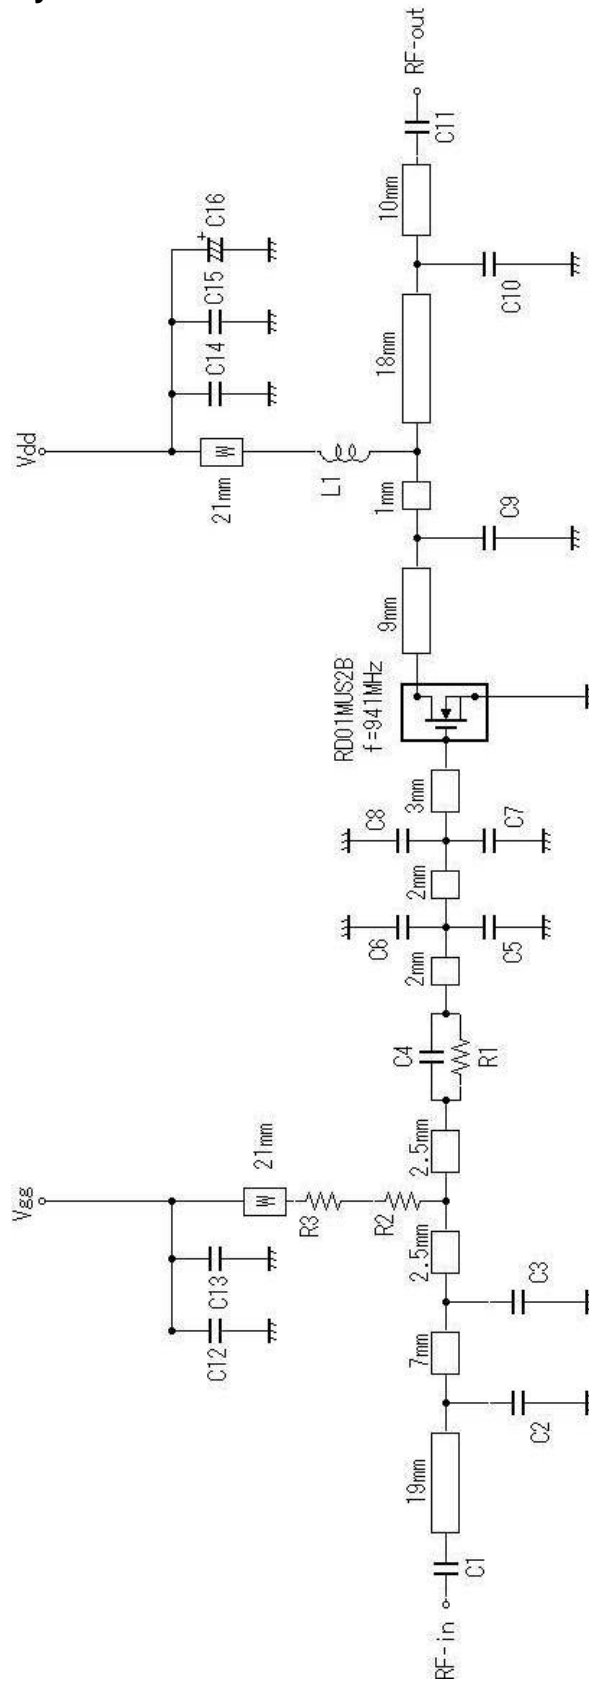 Vgg
Vdd
C12
C13
W
21mm
R3
R2
21mm
W
L1
C14
C15
+
C16
RF-in
C1
19mm
C2
7mm
C3
2.5mm
2.5mm
C4
R1
2mm
C6
C5
2mm
C8
C7
3mm
RD01MUS2B
f=941MHz
9mm
C9
1mm
18mm
C10
10mm
C11
RF-out